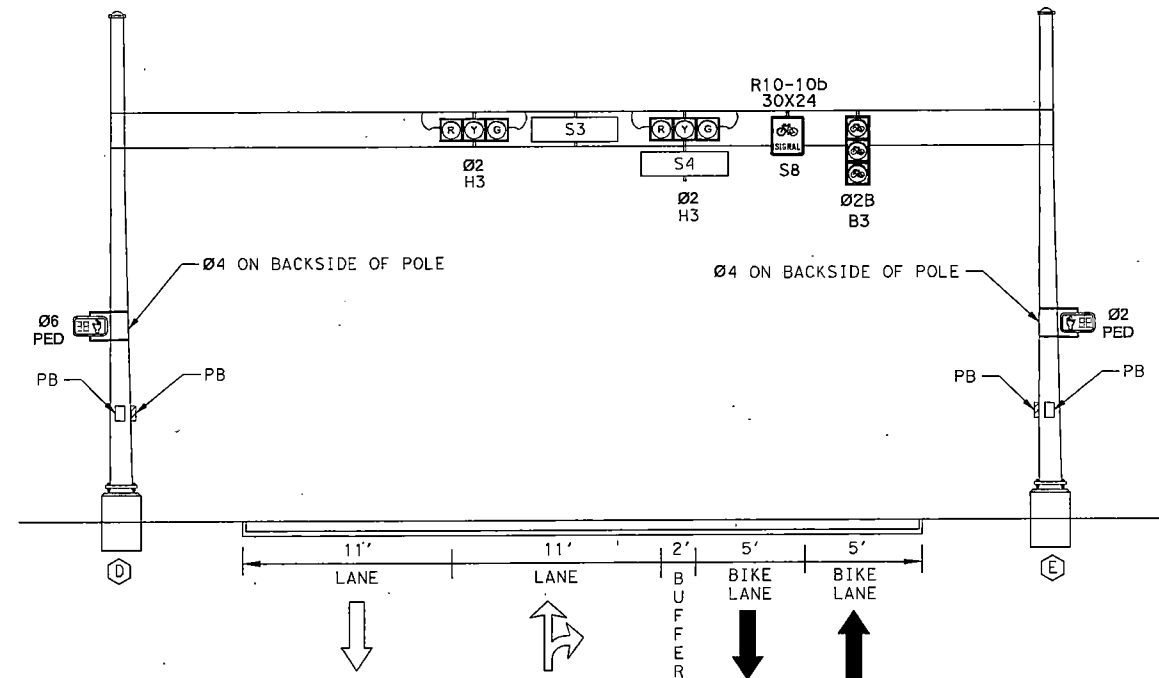 R10-10b
30X24
R Y G
S3
R Y G
SIGNAL
S4
S8
Ø2
H3
Ø2
H3
Ø2B
B3
Ø4 ON BACKSIDE OF POLE
Ø4 ON BACKSIDE OF POLE
Ø6
PED
Ø2
PED
PB
PB
PB
PB
11'
LANE
11'
LANE
2'
BUFFER
5'
BIKE
LANE
5'
BIKE
LANE
D
E